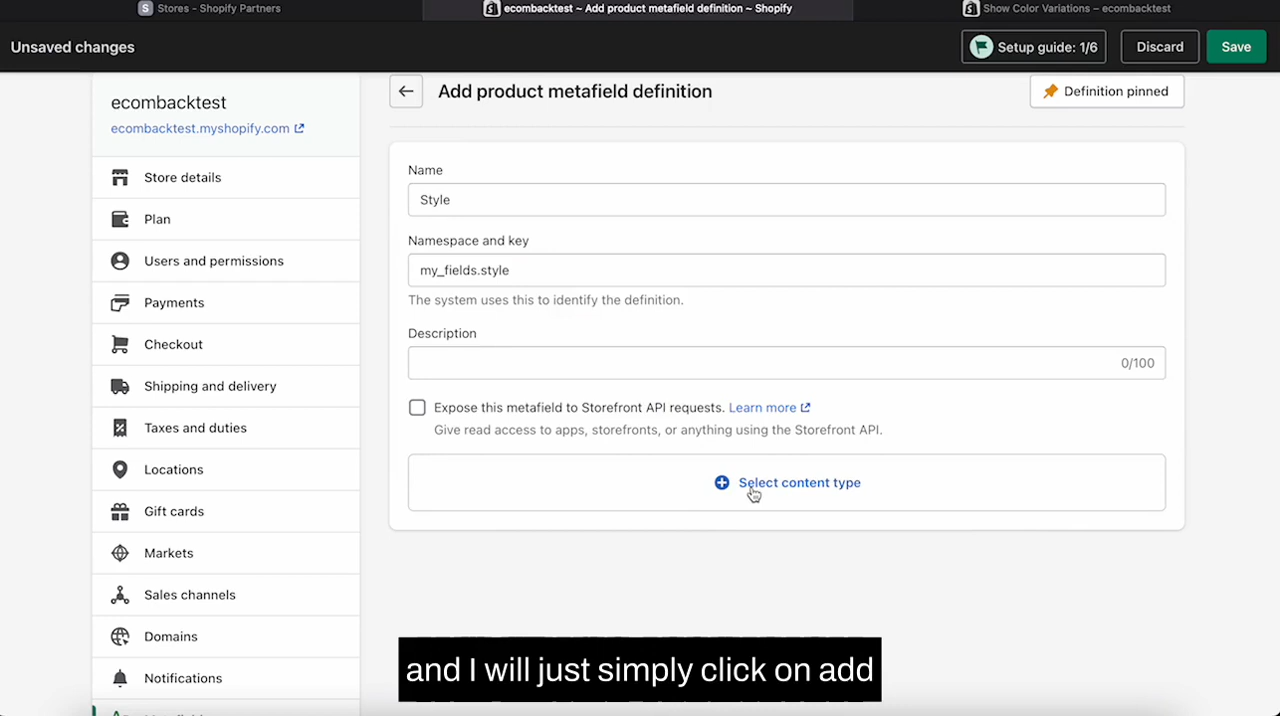 Stores - Shopify Partners
ecombacktest ~ Add product metafield definition ~ Shopify
Show Color Variations – ecombacktest
Unsaved changes
Setup guide: 1/6
Discard
Save
ecombacktest
ecombacktest.myshopify.com
Store details
Plan
Users and permissions
Payments
Checkout
Shipping and delivery
Taxes and duties
Locations
Gift cards
Markets
Sales channels
Domains
Notifications
Add product metafield definition
Definition pinned
Name
Style
Namespace and key
my_fields.style
The system uses this to identify the definition.
Description
0/100
Expose this metafield to Storefront API requests. Learn more
Give read access to apps, storefronts, or anything using the Storefront API.
Select content type
and I will just simply click on add